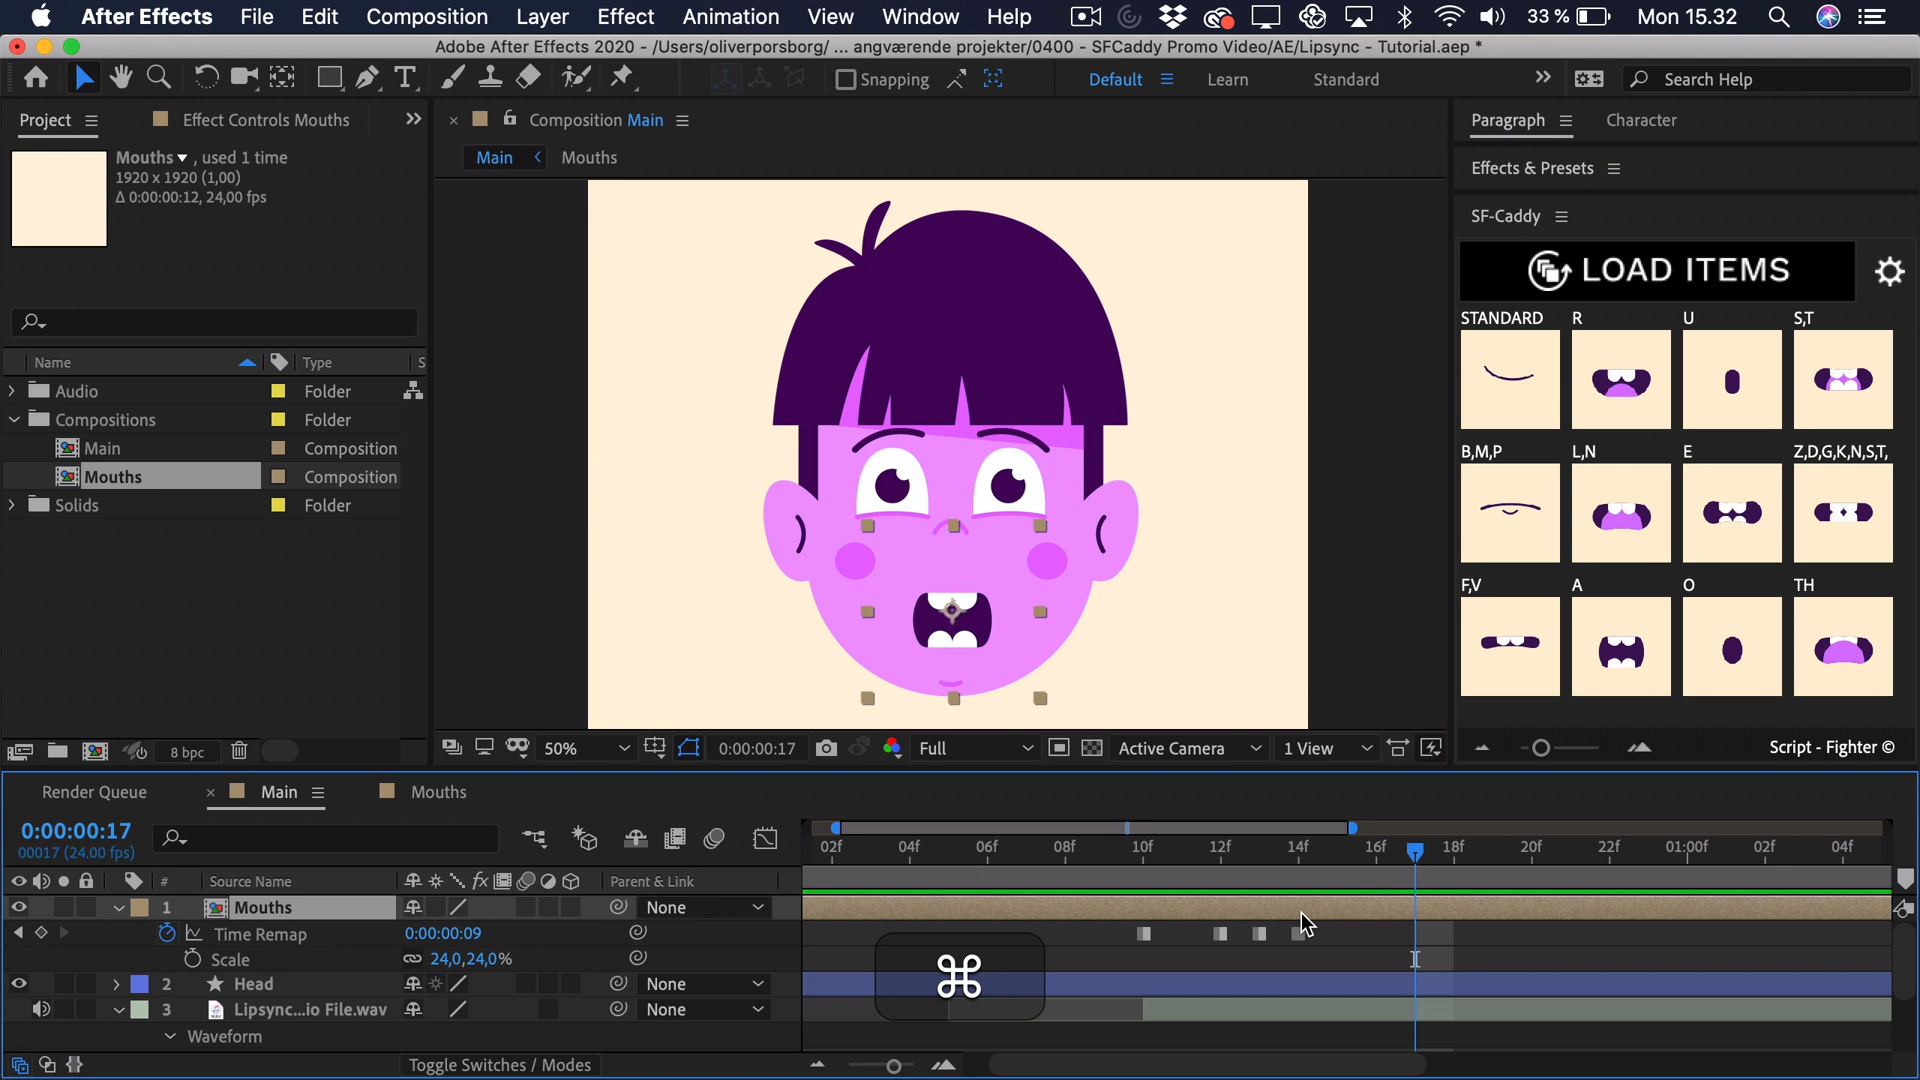 After Effects File Edit Composition Layer Effect Animation View Window Help 33 % Mon 15.32
Adobe After Effects 2020 - /Users/oliverporsborg/ ... angværende projekter/0400 - SFCaddy Promo Video/AE/Lipsync - Tutorial.aep *
Snapping Default Learn Standard Search Help
Project Effect Controls Mouths
Composition Main
Paragraph Character
Mouths , used 1 time
1920 x 1920 (1,00)
Δ 0:00:00:12, 24,00 fps
Main Mouths
Effects & Presets
SF-Caddy
LOAD ITEMS
STANDARD R U S,T
B,M,P L,N E Z,D,G,K,N,S,T,
F,V A O TH
Name Type S
Audio Folder
Compositions Folder
Main Composition
Mouths Composition
Solids Folder
8 bpc
50% 0:00:00:17 Full Active Camera 1 View
Script - Fighter ©
Render Queue Main Mouths
0:00:00:17
00017 (24.00 fps)
02f 04f 06f 08f 10f 12f 14f 16f 18f 20f 22f 01:00f 02f 04f
# Source Name fx Parent & Link
1 Mouths None
Time Remap 0:00:00:09
Scale 24,0,24,0%
2 Head None
3 Lipsync...io File.wav None
Waveform
Toggle Switches / Modes
⌘